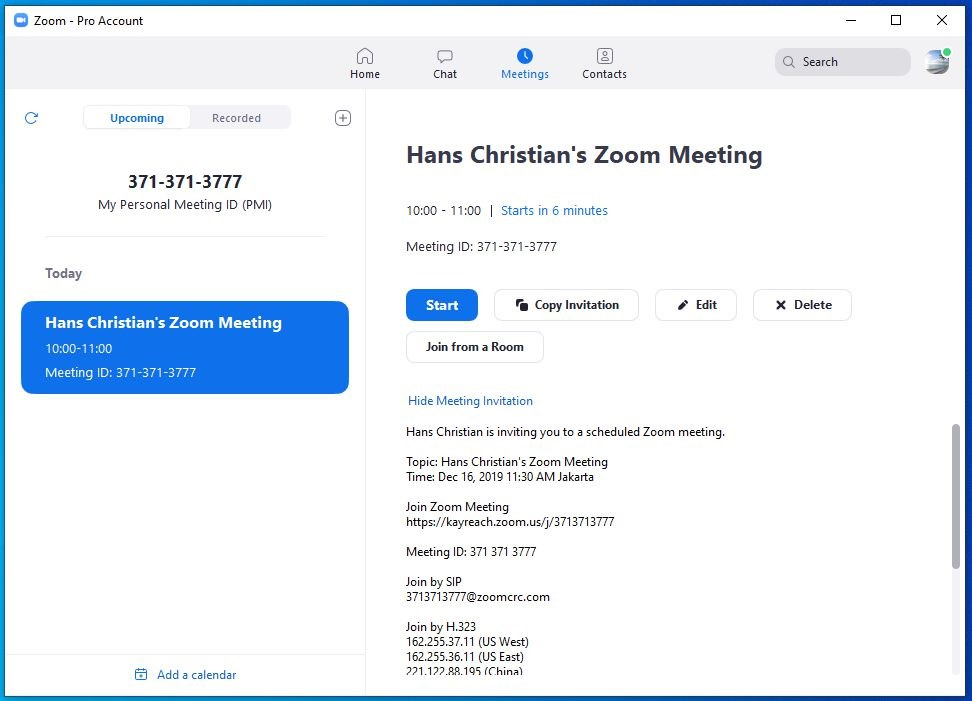 Zoom - Pro Account
Home
Chat
Meetings
Contacts
Search
Upcoming
Recorded
371-371-3777
My Personal Meeting ID (PMI)
Today
Hans Christian's Zoom Meeting
10:00-11:00
Meeting ID: 371-371-3777
Add a calendar
Hans Christian's Zoom Meeting
10:00 - 11:00 | Starts in 6 minutes
Meeting ID: 371-371-3777
Start
Copy Invitation
Edit
Delete
Join from a Room
Hide Meeting Invitation
Hans Christian is inviting you to a scheduled Zoom meeting.
Topic: Hans Christian's Zoom Meeting
Time: Dec 16, 2019 11:30 AM Jakarta
Join Zoom Meeting
https://kayreach.zoom.us/j/3713713777
Meeting ID: 371 371 3777
Join by SIP
3713713777@zoomcrc.com
Join by H.323
162.255.37.11 (US West)
162.255.36.11 (US East)
221.122.88.195 (China)